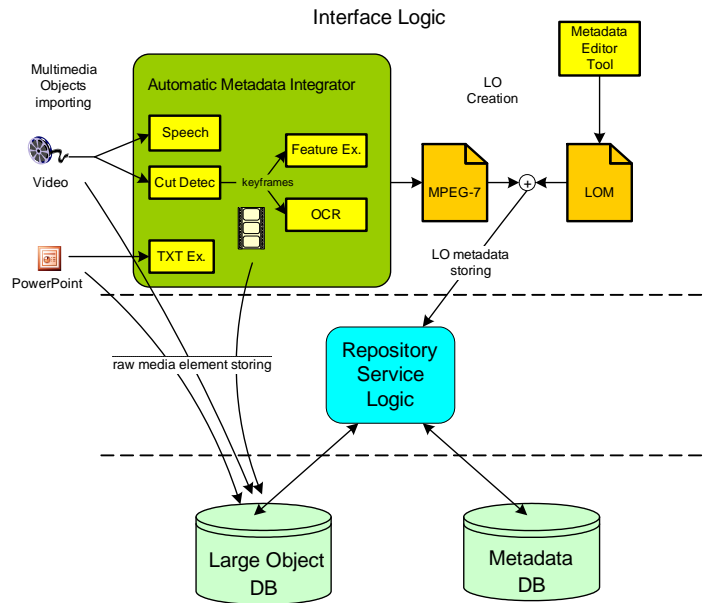 Interface Logic
Metadata
Editor
Tool
Multimedia
Objects
importing
Automatic Metadata Integrator
LO
Creation
Speech
Feature Ex.
Video
Cut Detec
keyframes
MPEG-7
+
LOM
OCR
TXT Ex.
PowerPoint
LO metadata
storing
raw media element storing
Repository
Service
Logic
Large Object
DB
Metadata
DB